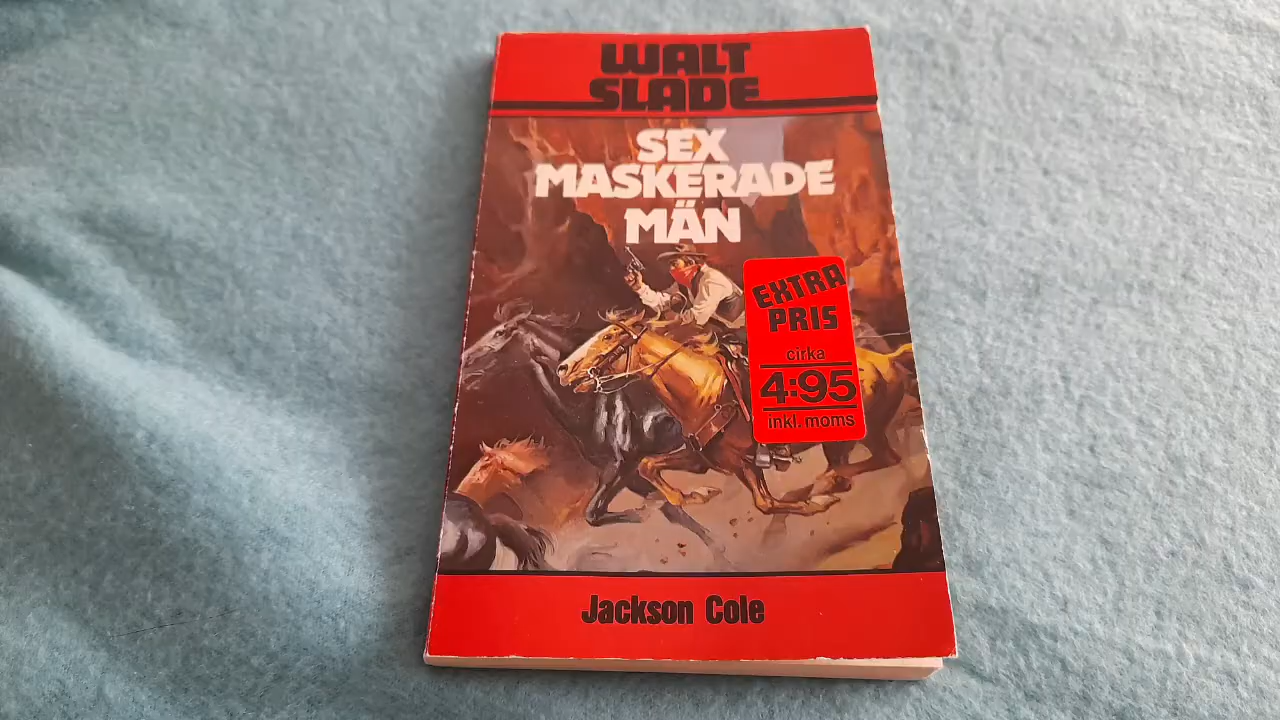 WALT
SLADE
SEX
MASKERADE
MÄN
EXTRA
PRIS
cirka
4:95
inkl. moms
Jackson Cole